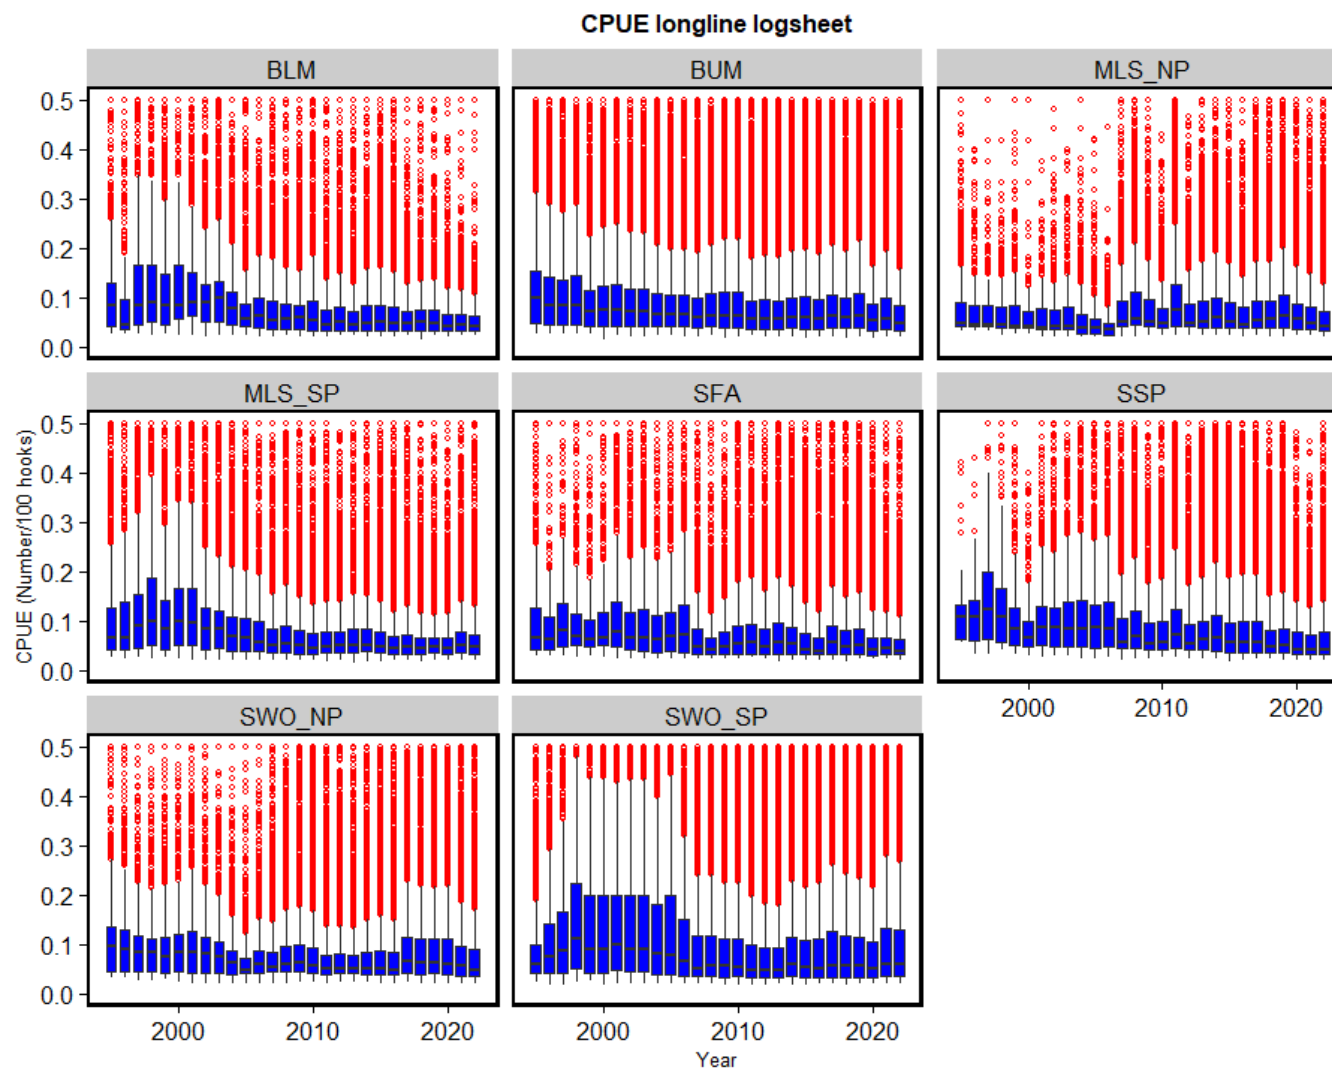 CPUE longline logsheet
BLM BUM MLS_NP
0.5
0.4
0.3
0.2
0.1
0.0
MLS_SP SFA SSP
0.5
0.4
0.3
0.2
0.1
0.0
2000 2010 2020
SWO_NP SWO_SP
0.5
0.4
0.3
0.2
0.1
0.0
2000 2010 2020 2000 2010 2020
CPUE (Number/100 hooks)
Year